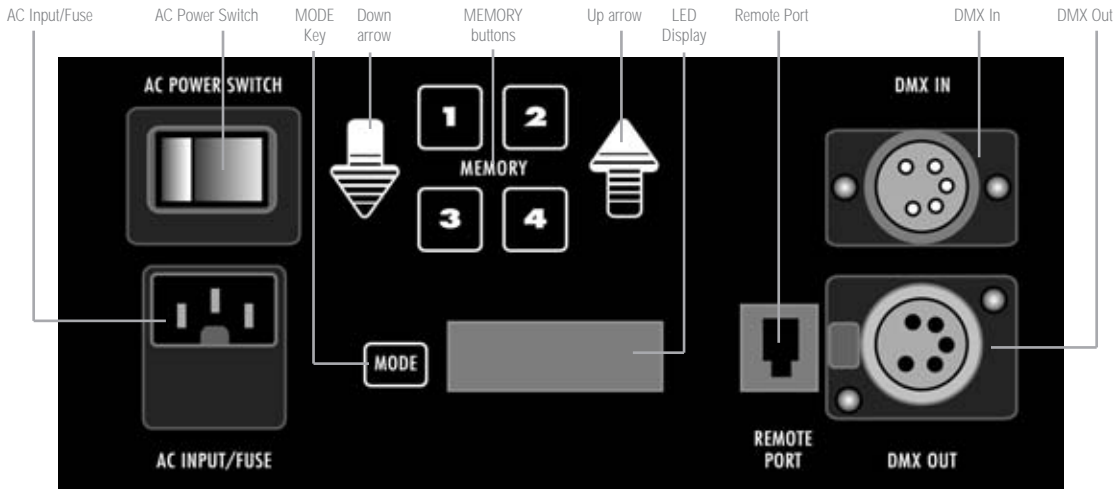 AC Input/Fuse
AC Power Switch
MODE
Key
Down
arrow
MEMORY
buttons
Up arrow
LED
Display
Remote Port
DMX In
DMX Out
AC POWER SWITCH
1
2
MEMORY
3
4
DMX IN
MODE
AC INPUT/FUSE
REMOTE
PORT
DMX OUT